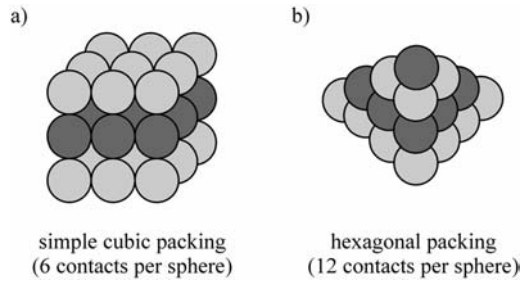 a)
b)
simple cubic packing
(6 contacts per sphere)
hexagonal packing
(12 contacts per sphere)